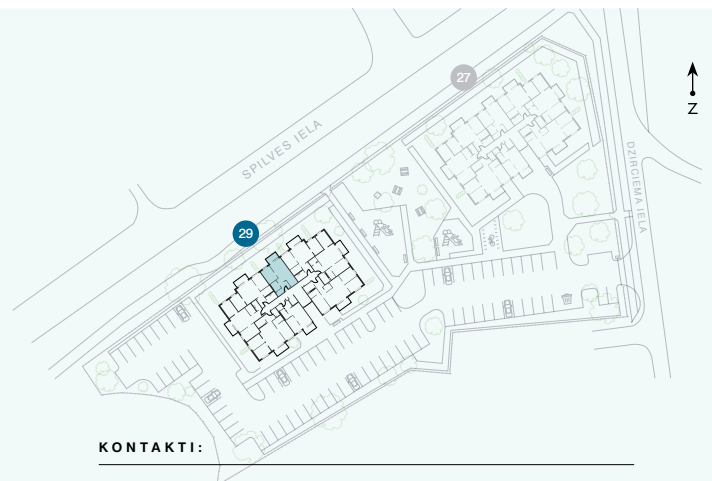 27
Z
SPILVES IELA
DZIRCIEMA IELA
29
KONTAKTI: